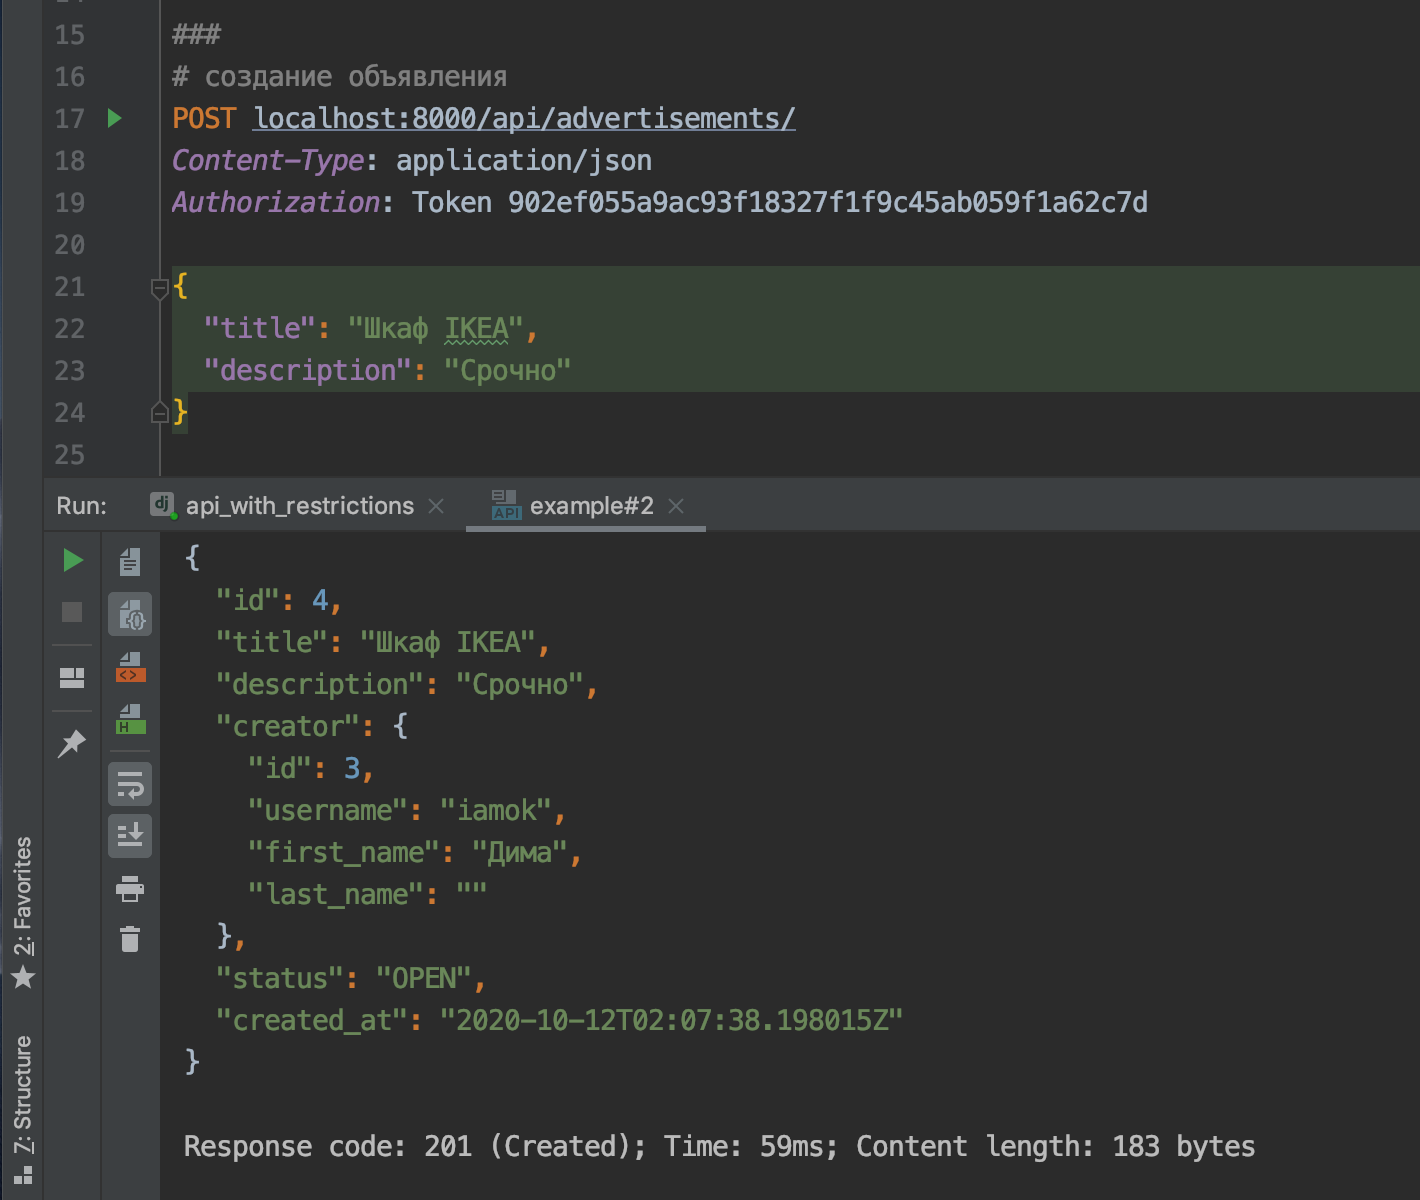 15 ###
16 # создание объявления
17 POST localhost:8000/api/advertisements/
18 Content-Type: application/json
19 Authorization: Token 902ef055a9ac93f18327f1f9c45ab059f1a62c7d
20
21 {
22 "title": "Шкаф IKEA",
23 "description": "Срочно"
24 }
25
Run: dj api_with_restrictions API example#2
{
"id": 4,
"title": "Шкаф IKEA",
"description": "Срочно",
"creator": {
"id": 3,
"username": "iamok",
"first_name": "Дима",
"last_name": ""
},
"status": "OPEN",
"created_at": "2020-10-12T02:07:38.198015Z"
}
Response code: 201 (Created); Time: 59ms; Content length: 183 bytes
2: Favorites
7: Structure